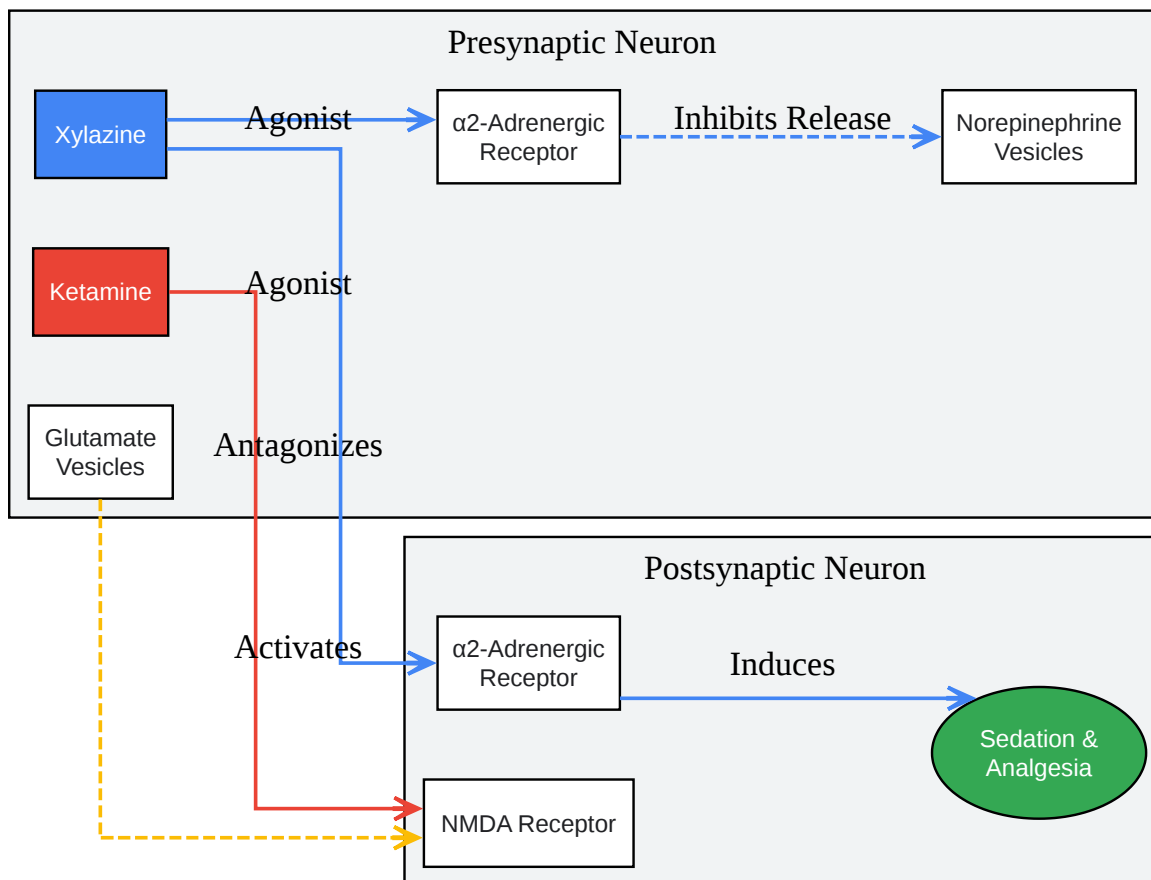 Presynaptic Neuron
Xylazine
Agonist
α2-Adrenergic
Receptor
Inhibits Release
Norepinephrine
Vesicles
Ketamine
Agonist
Glutamate
Vesicles
Antagonizes
Postsynaptic Neuron
Activates
α2-Adrenergic
Receptor
Induces
Sedation &
Analgesia
NMDA Receptor